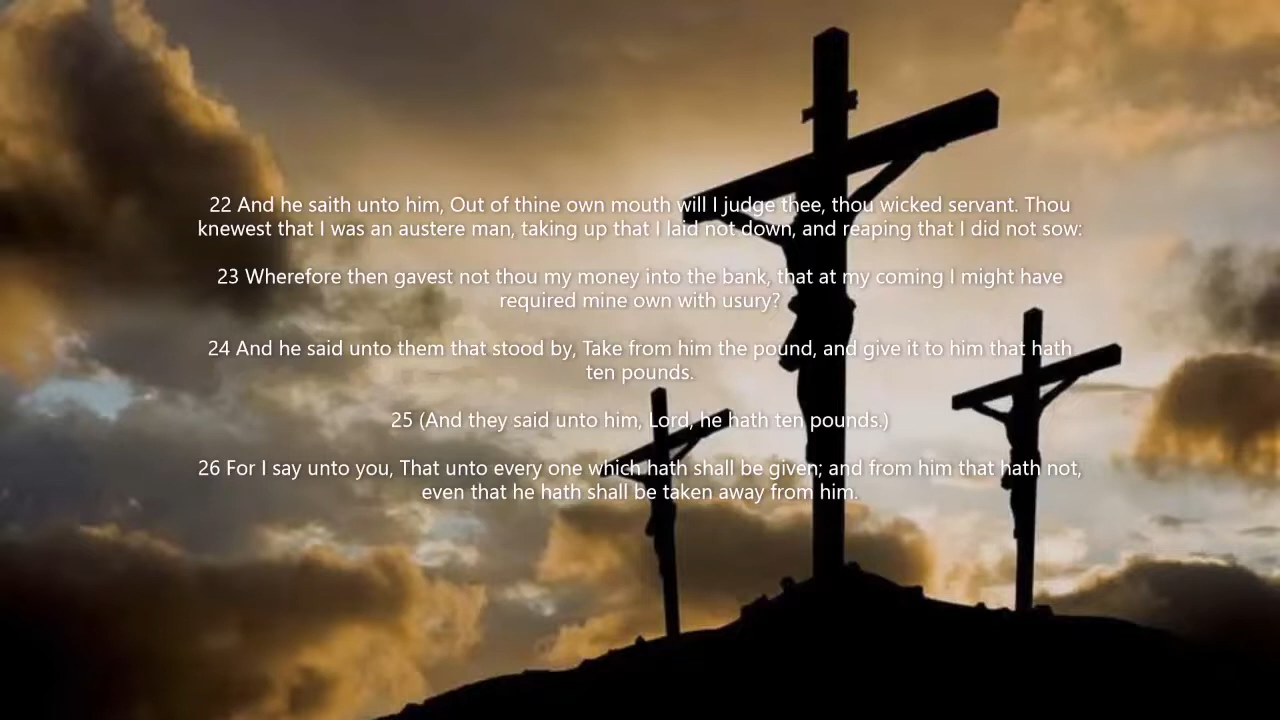 22 And he saith unto him, Out of thine own mouth will I judge thee, thou wicked servant. Thou
knewest that I was an austere man, taking up that I laid not down, and reaping that I did not sow:
23 Wherefore then gavest not thou my money into the bank, that at my coming I might have
required mine own with usury?
24 And he said unto them that stood by, Take from him the pound, and give it to him that hath
ten pounds.
25 (And they said unto him, Lord, he hath ten pounds.)
26 For I say unto you, That unto every one which hath shall be given; and from him that hath not,
even that he hath shall be taken away from him.